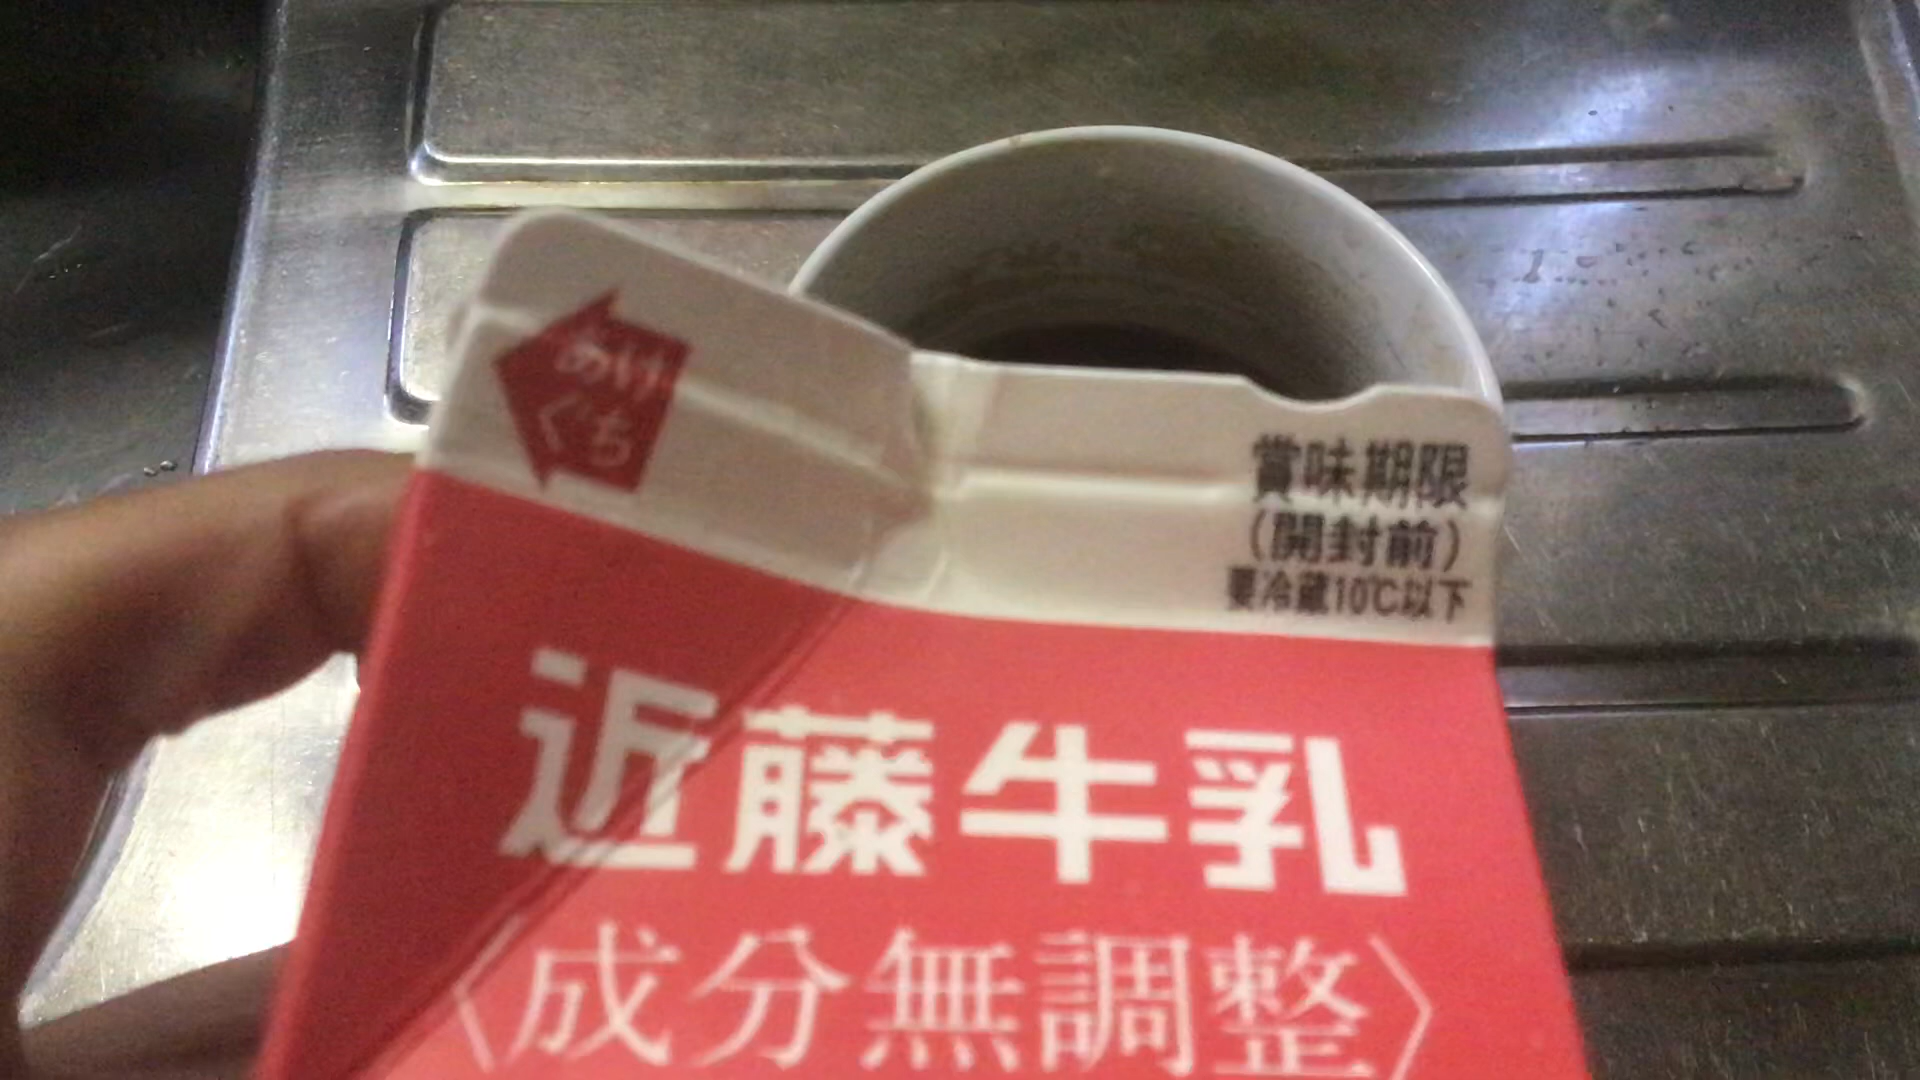 あけ
ぐち
賞味期限
(開封前)
要冷蔵10℃以下
近藤牛乳
〈成分無調整〉